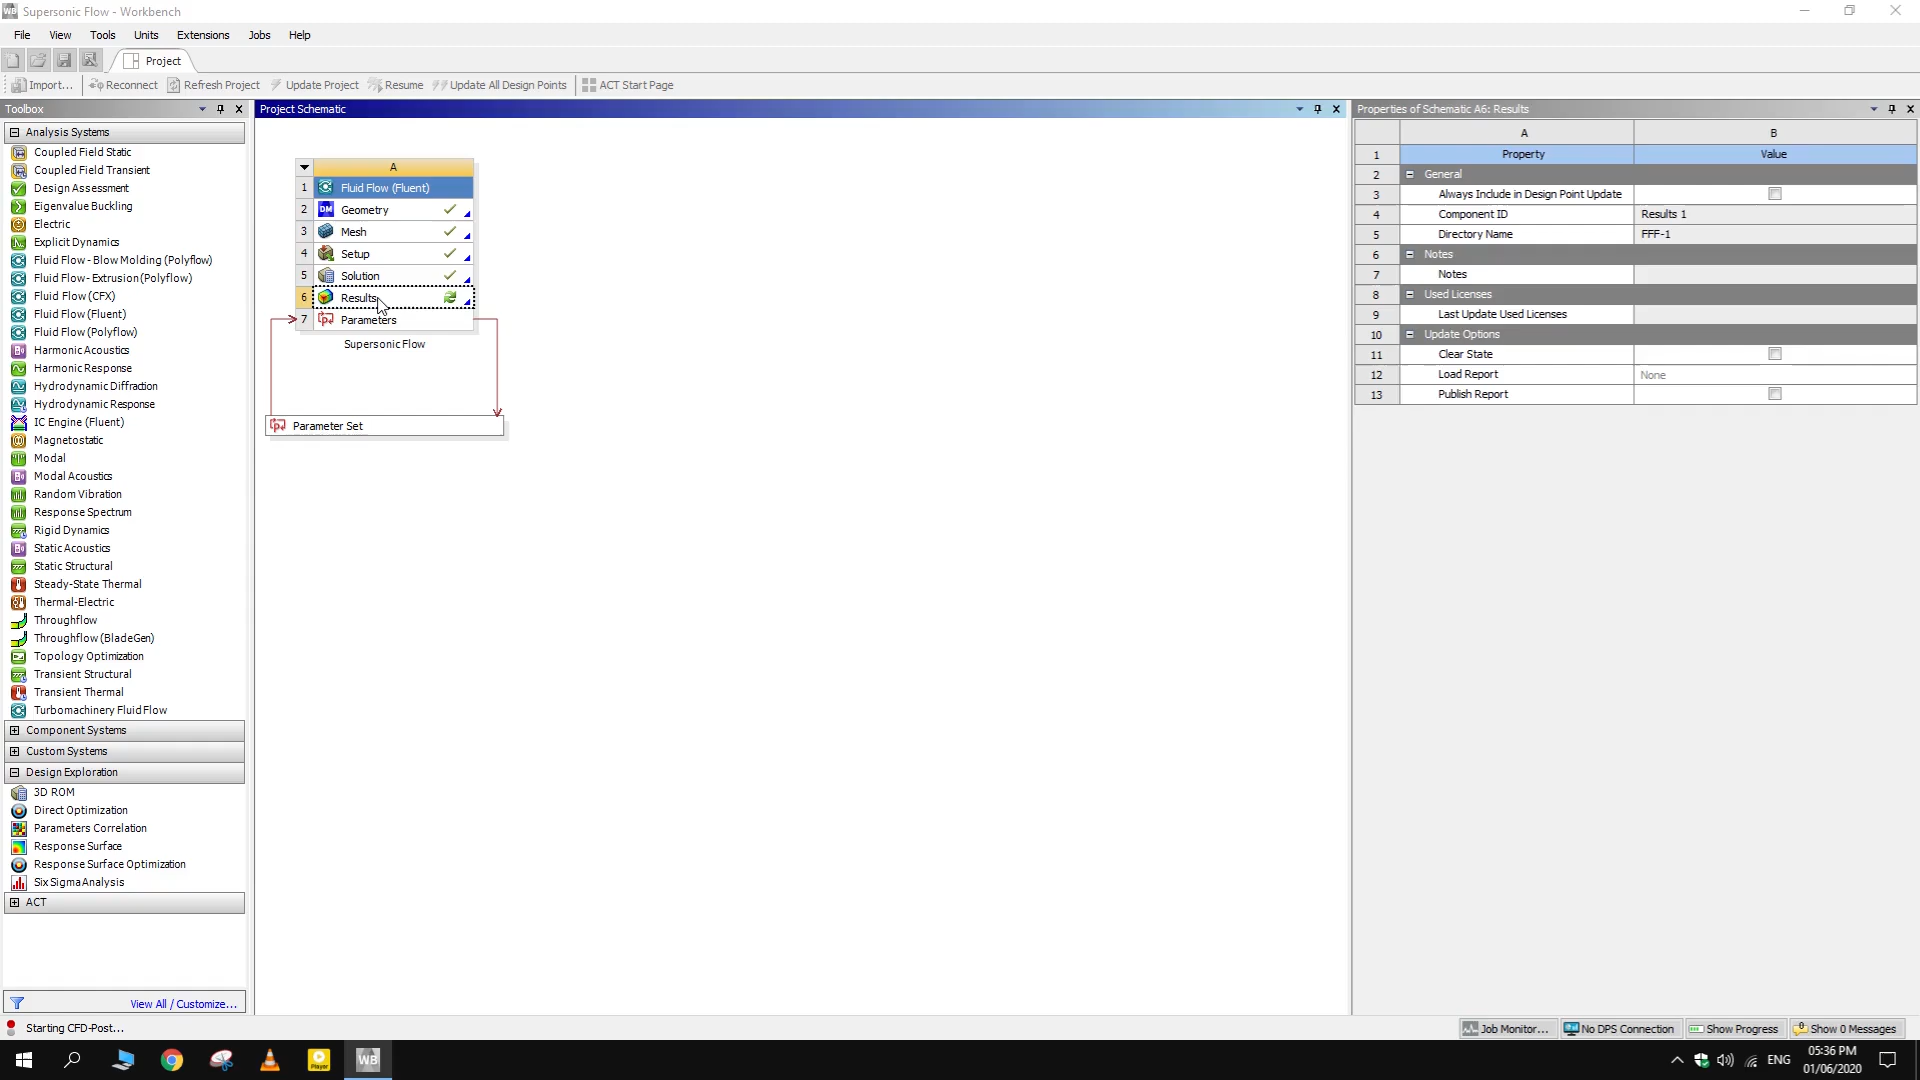 WB Supersonic Flow - Workbench
File View Tools Units Extensions Jobs Help
Project
Import... Reconnect Refresh Project Update Project Resume Update All Design Points ACT Start Page
Toolbox
Analysis Systems
Coupled Field Static
Coupled Field Transient
Design Assessment
Eigenvalue Buckling
Electric
Explicit Dynamics
Fluid Flow - Blow Molding (Polyflow)
Fluid Flow - Extrusion (Polyflow)
Fluid Flow (CFX)
Fluid Flow (Fluent)
Fluid Flow (Polyflow)
Harmonic Acoustics
Harmonic Response
Hydrodynamic Diffraction
Hydrodynamic Response
IC Engine (Fluent)
Magnetostatic
Modal
Modal Acoustics
Random Vibration
Response Spectrum
Rigid Dynamics
Static Acoustics
Static Structural
Steady-State Thermal
Thermal-Electric
Throughflow
Throughflow (BladeGen)
Topology Optimization
Transient Structural
Transient Thermal
Turbomachinery Fluid Flow
Component Systems
Custom Systems
Design Exploration
3D ROM
Direct Optimization
Parameters Correlation
Response Surface
Response Surface Optimization
Six Sigma Analysis
ACT
View All / Customize...
Project Schematic
A
1 Fluid Flow (Fluent)
2 DM Geometry
3 Mesh
4 Setup
5 Solution
6 Results
7 Parameters
Supersonic Flow
Parameter Set
Properties of Schematic A6: Results
A B
1 Property Value
2 General
3 Always Include in Design Point Update
4 Component ID Results 1
5 Directory Name FFF-1
6 Notes
7 Notes
8 Used Licenses
9 Last Update Used Licenses
10 Update Options
11 Clear State
12 Load Report None
13 Publish Report
Starting CFD-Post...
Job Monitor... No DPS Connection Show Progress Show 0 Messages
Player WB
ENG
05:36 PM
01/06/2020